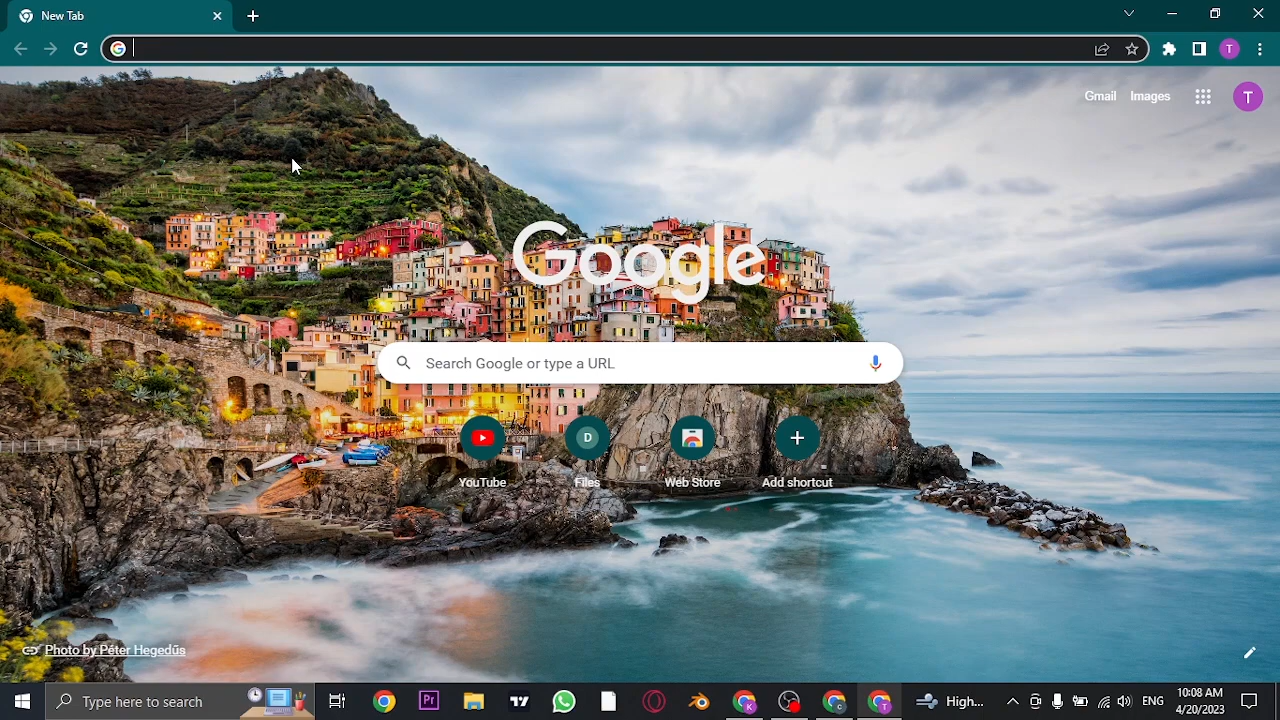 New Tab
T
Gmail
Images
T
Google
Search Google or type a URL
D
YouTube
Files
Web Store
Add shortcut
Photo by Péter Hegedűs
Type here to search
Pr
K
C
T
High...
ENG
10:08 AM
4/20/2023